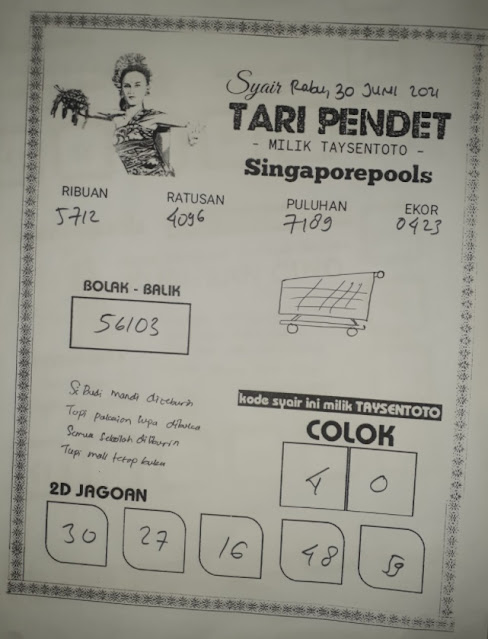 Syair Rabu, 30 JUNI 2021
TARI PENDET
- MILIK TAYSENTOTO -
Singaporepools
RIBUAN RATUSAN PULUHAN EKOR
5712 4096 7189 0423
BOLAK - BALIK
56103
Si Budi mandi diceburin
Tapi pakaian lupa dibuka
Semua sekolah diliburin
Tapi mall tetap buka
kode syair ini milik TAYSENTOTO
COLOK
4 0
2D JAGOAN
30 27 16 48 59